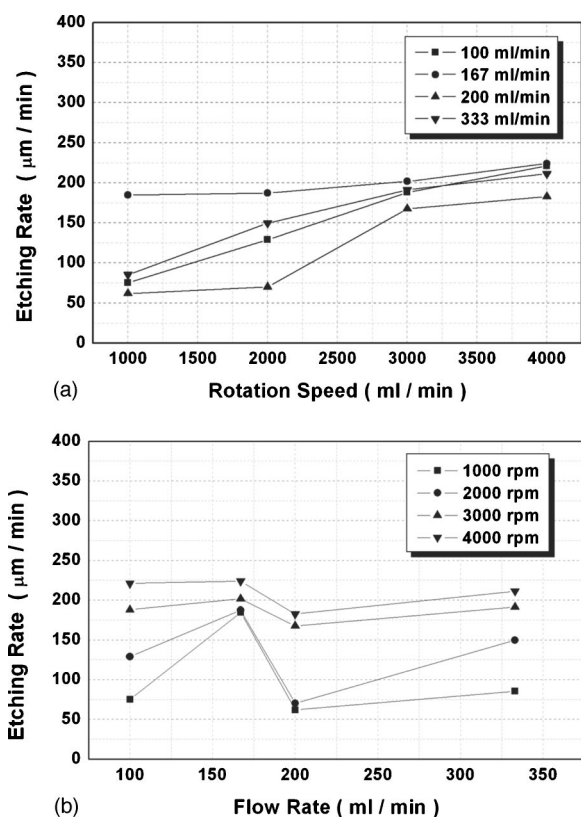 400
350
300
250
200
150
100
50
0
Etching Rate ( μm / min )
100 ml/min
167 ml/min
200 ml/min
333 ml/min
1000 1500 2000 2500 3000 3500 4000
(a)
Rotation Speed ( ml / min )
400
350
300
250
200
150
100
50
0
Etching Rate ( μm / min )
1000 rpm
2000 rpm
3000 rpm
4000 rpm
100 150 200 250 300 350
(b)
Flow Rate ( ml / min )